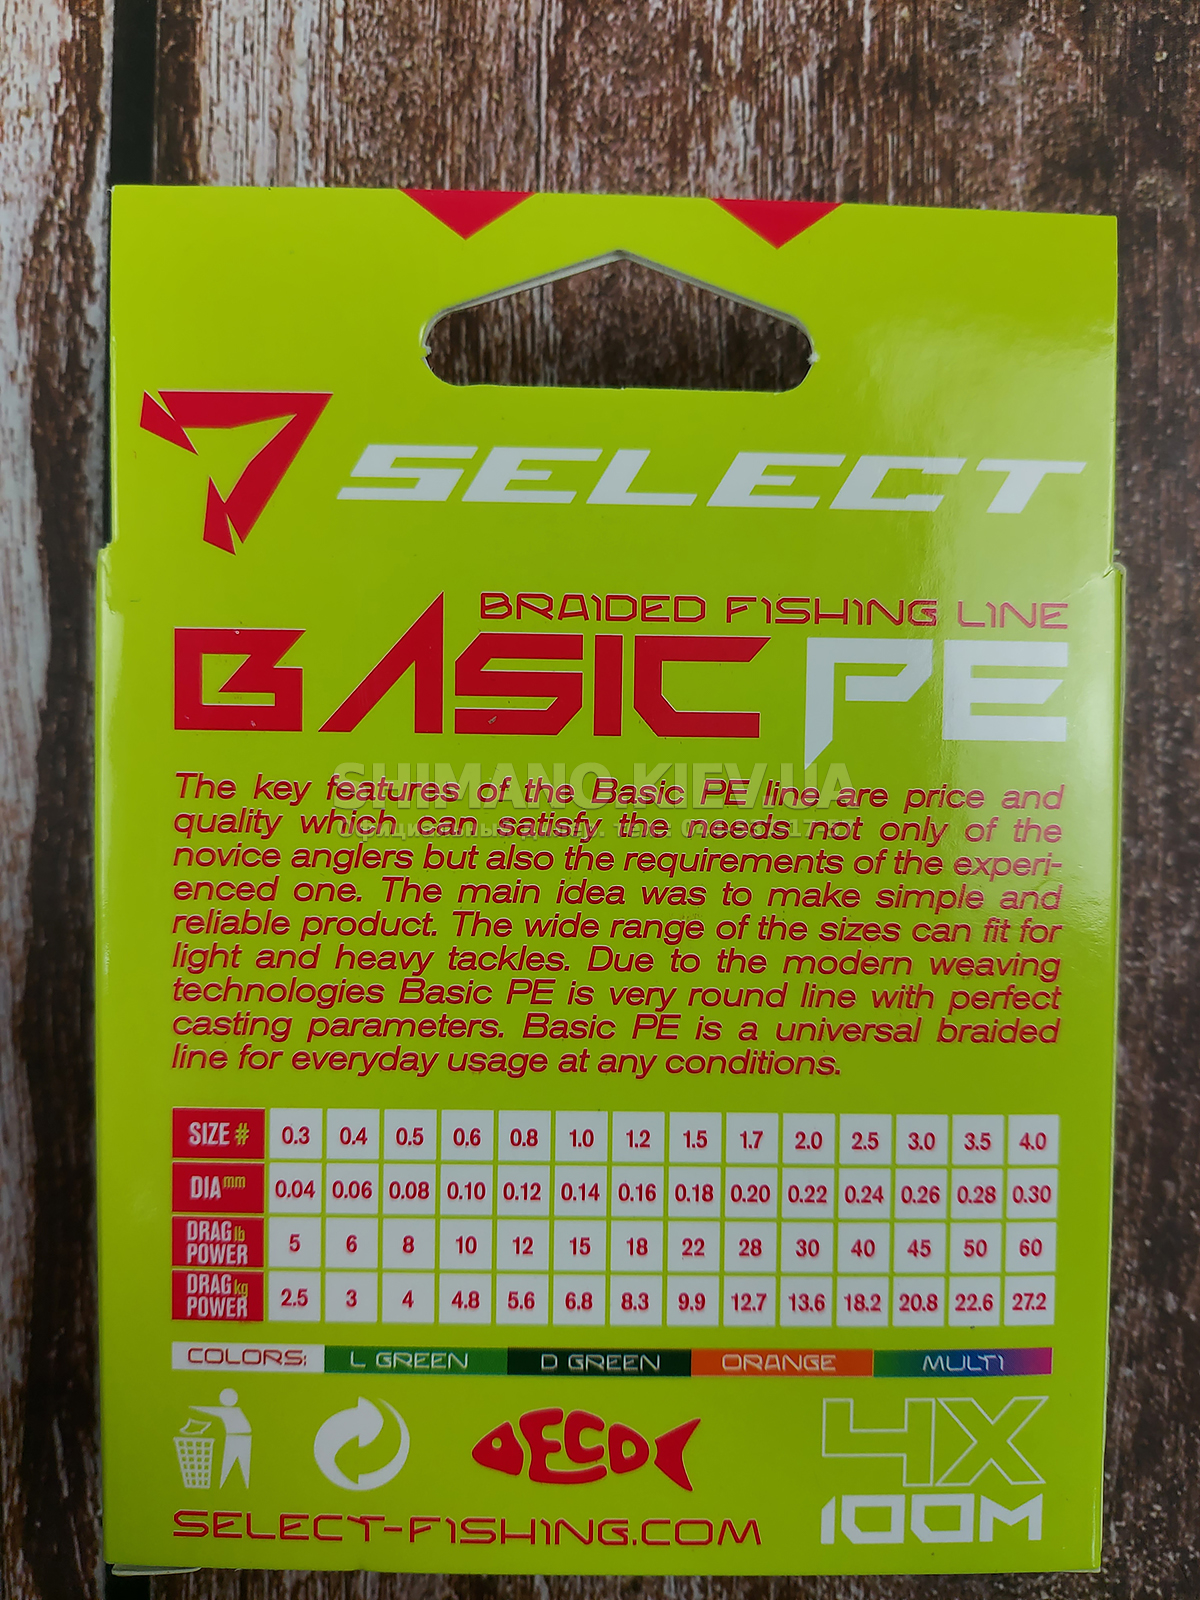 SELECT
BRAIDED FISHING LINE
BASIC PE
SHIMANO.KIEV.UA
The key features of the Basic PE line are price and
quality which can satisfy the needs not only of the
novice anglers but also the requirements of the experi-
enced one. The main idea was to make simple and
reliable product. The wide range of the sizes can fit for
light and heavy tackles. Due to the modern weaving
technologies Basic PE is very round line with perfect
casting parameters. Basic PE is a universal braided
line for everyday usage at any conditions.
SIZE # 0.3 0.4 0.5 0.6 0.8 1.0 1.2 1.5 1.7 2.0 2.5 3.0 3.5 4.0
DIA mm 0.04 0.06 0.08 0.10 0.12 0.14 0.16 0.18 0.20 0.22 0.24 0.26 0.28 0.30
DRAG lb POWER 5 6 8 10 12 15 18 22 28 30 40 45 50 60
DRAG kg POWER 2.5 3 4 4.8 5.6 6.8 8.3 9.9 12.7 13.6 18.2 20.8 22.6 27.2
COLORS: L GREEN D GREEN ORANGE MULTI
ECO
4X
100M
SELECT-FISHING.COM